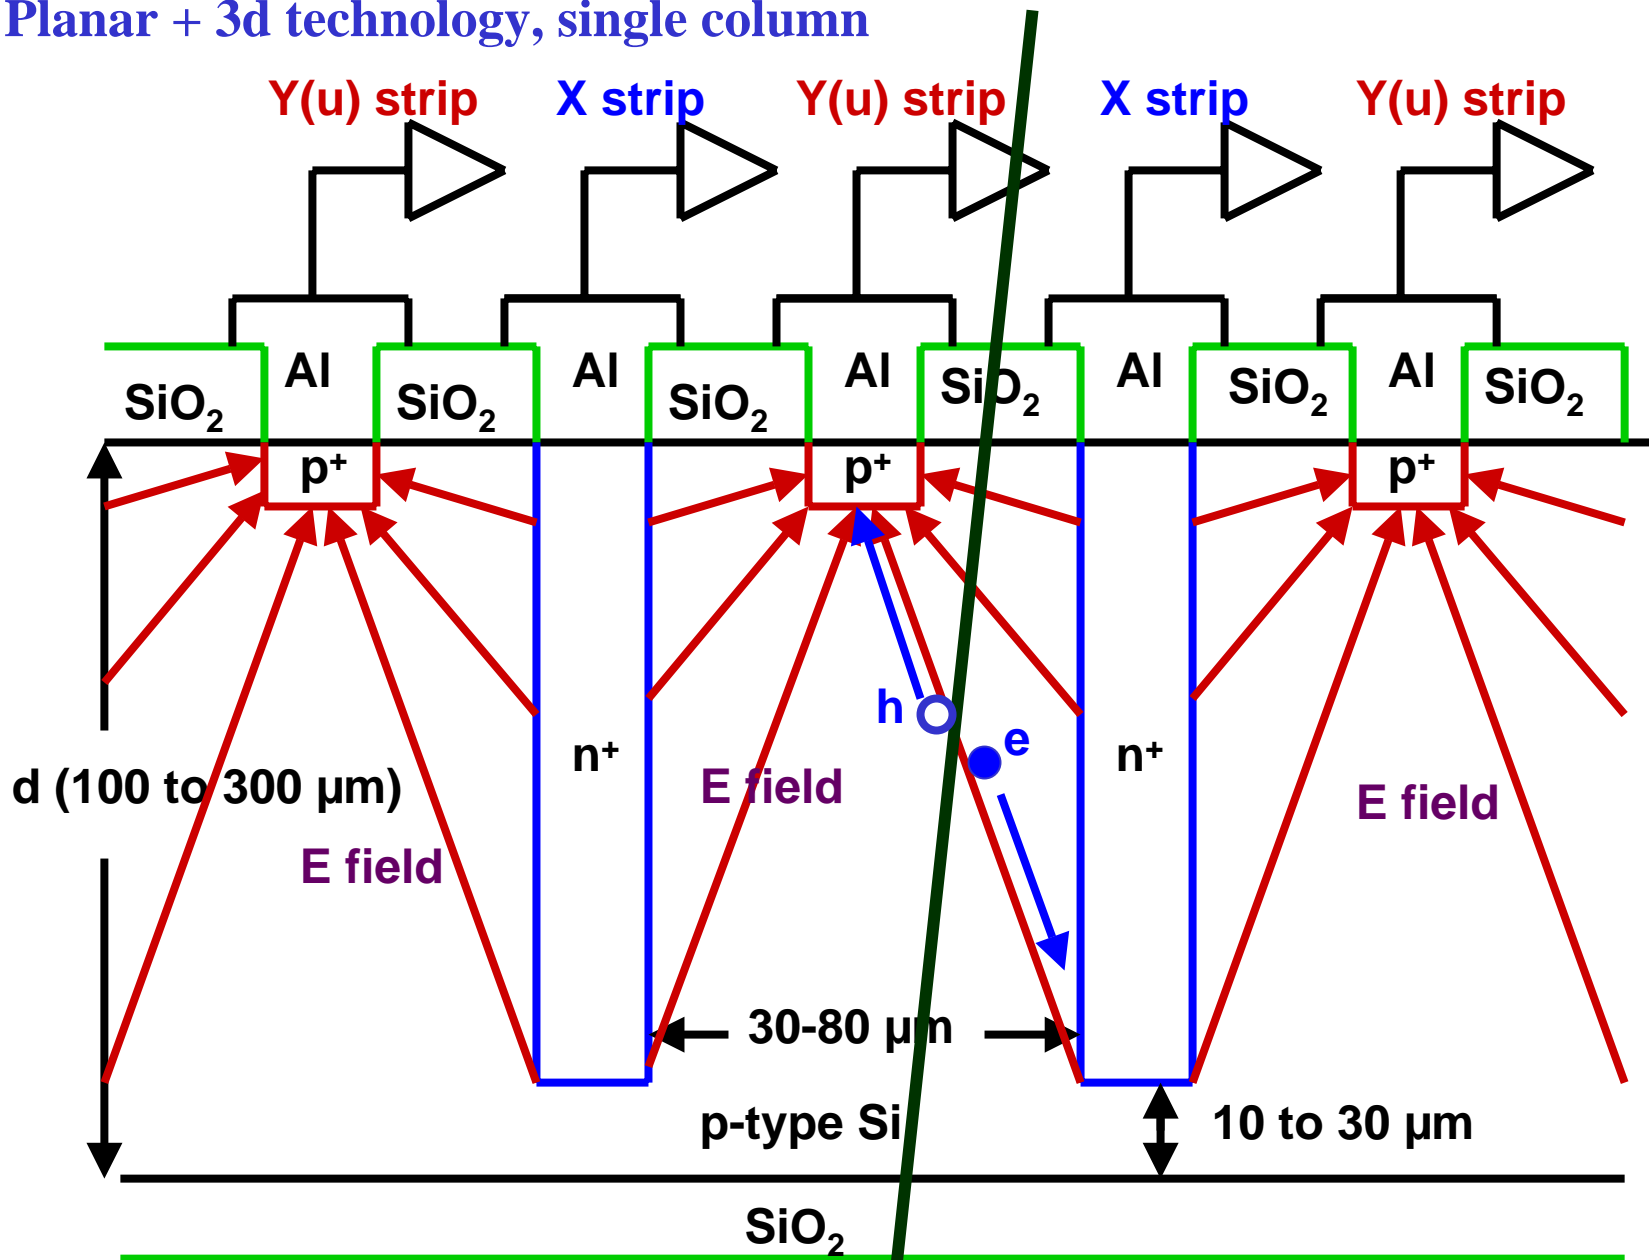 Planar + 3d technology, single column
Y(u) strip X strip Y(u) strip X strip Y(u) strip
Al Al Al Al Al
SiO₂ SiO₂ SiO₂ SiO₂ SiO₂ SiO₂
p⁺ p⁺ p⁺
h e
n⁺ n⁺
d (100 to 300 µm) E field E field
E field
30-80 µm
p-type Si 10 to 30 µm
SiO₂